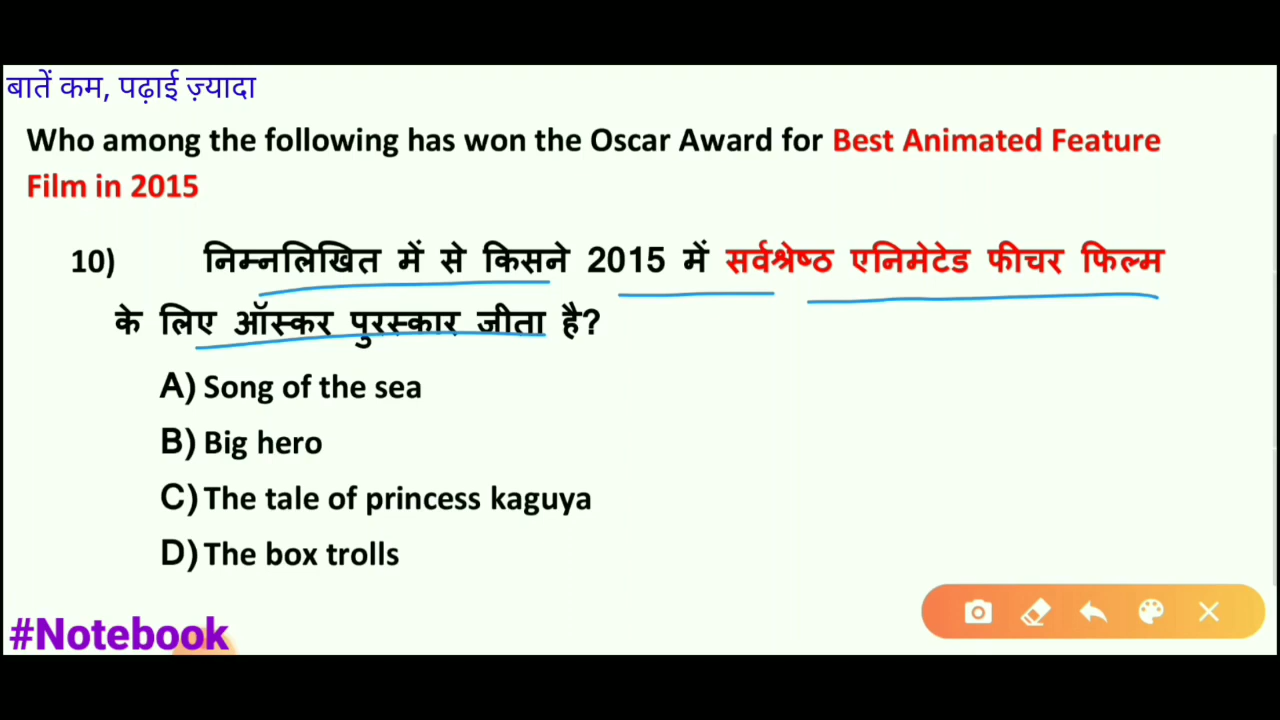 बातें कम, पढ़ाई ज़्यादा
Who among the following has won the Oscar Award for Best Animated Feature
Film in 2015
10) निम्नलिखित में से किसने 2015 में सर्वश्रेष्ठ एनिमेटेड फीचर फिल्म
के लिए ऑस्कर पुरस्कार जीता है?
A) Song of the sea
B) Big hero
C) The tale of princess kaguya
D) The box trolls
#Notebook